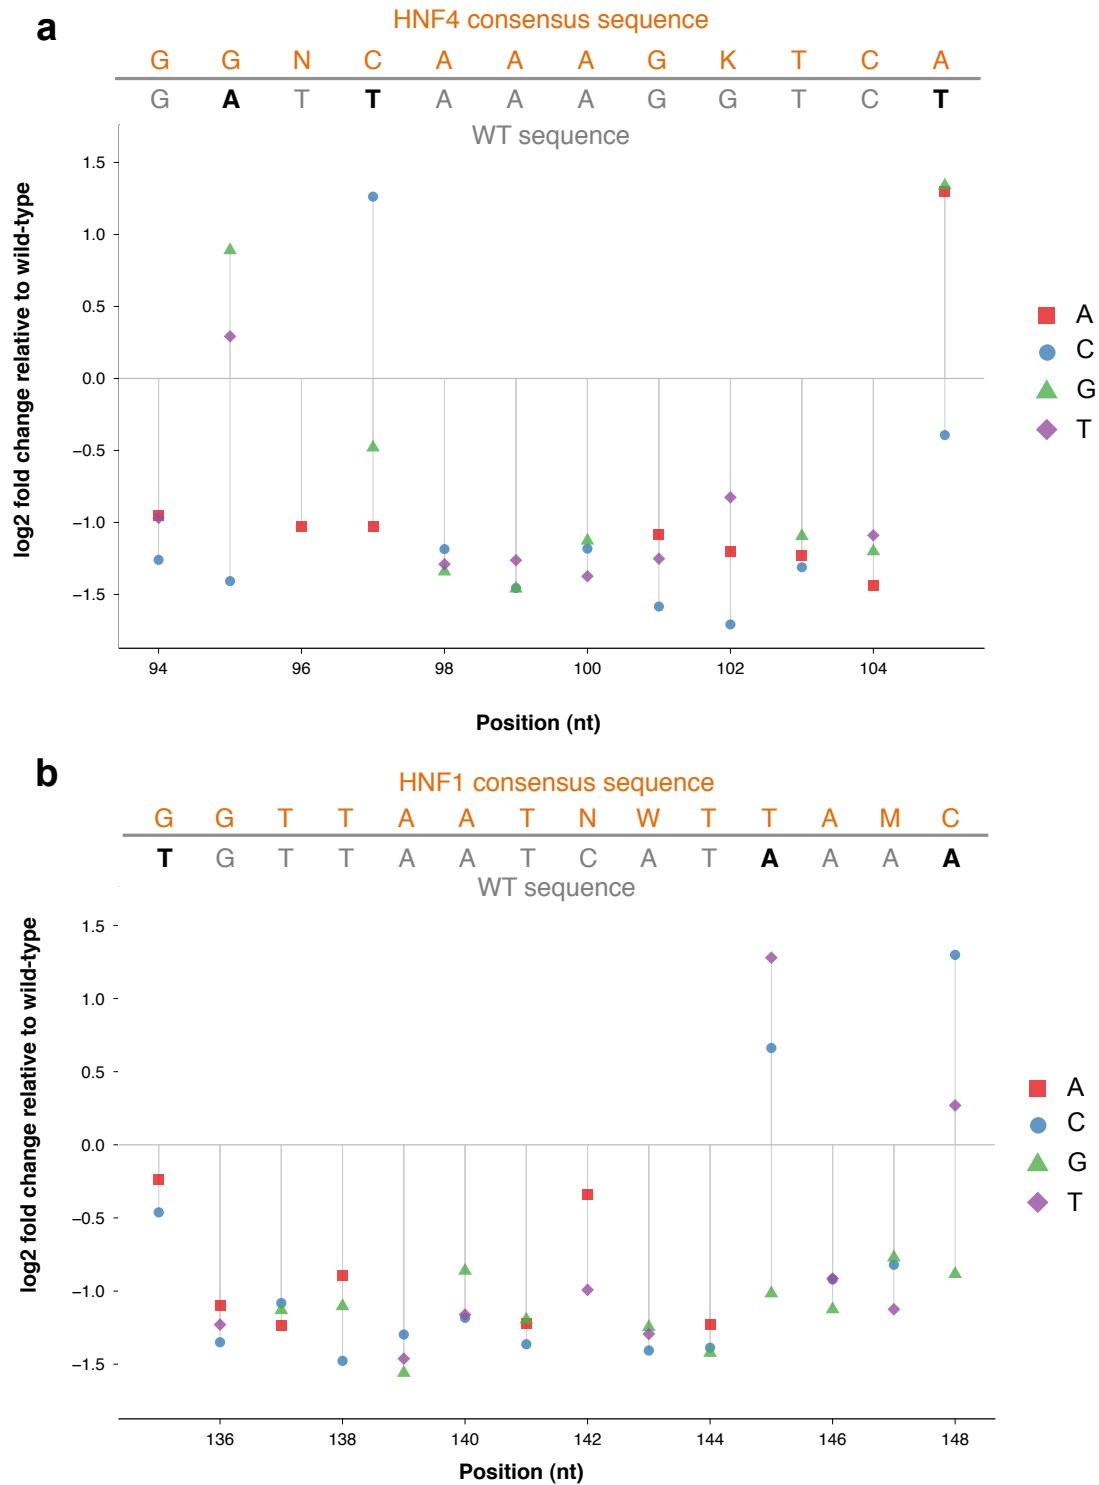 a
HNF4 consensus sequence
G G N C A A A G K T C A
G A T T A A A G G T C T
WT sequence
log2 fold change relative to wild-type
1.5
1.0
0.5
0.0
−0.5
−1.0
−1.5
94 96 98 100 102 104
Position (nt)
A
C
G
T
b
HNF1 consensus sequence
G G T T A A T N W T T A M C
T G T T A A T C A T A A A A
WT sequence
log2 fold change relative to wild-type
1.5
1.0
0.5
0.0
−0.5
−1.0
−1.5
136 138 140 142 144 146 148
Position (nt)
A
C
G
T